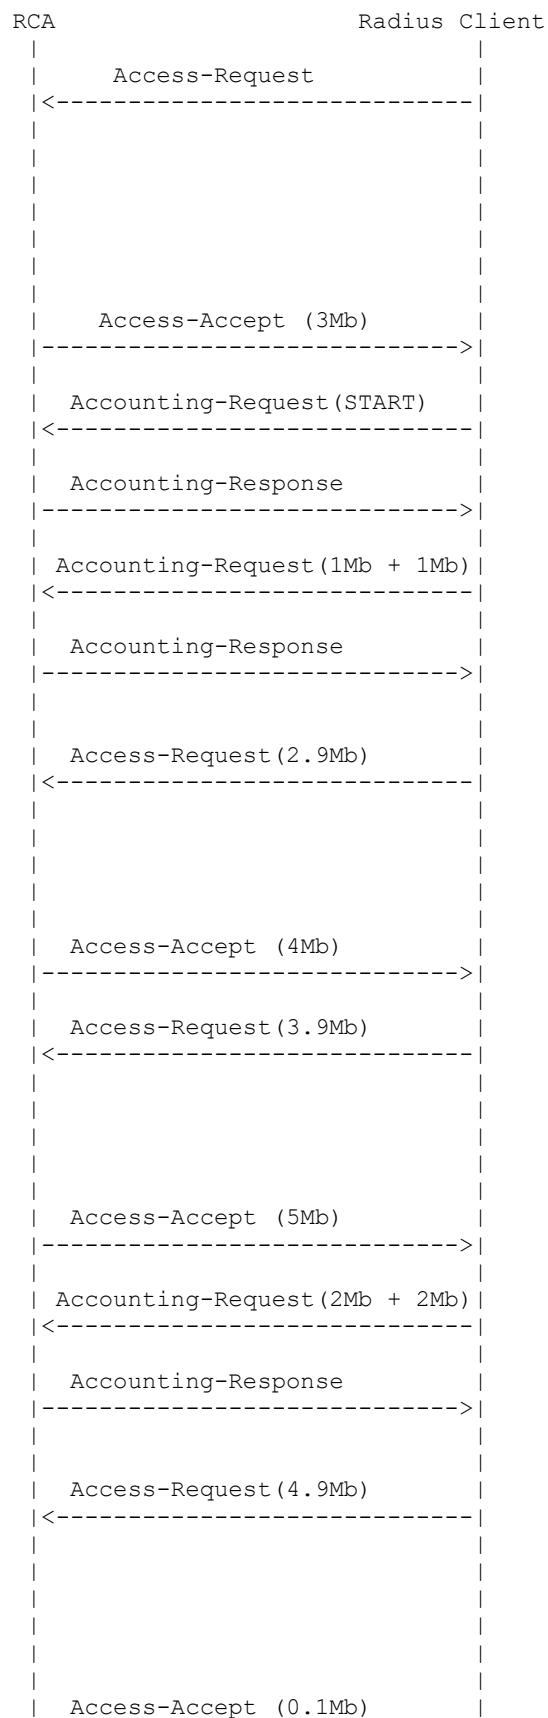 RCA Radius Client
Access-Request
Access-Accept (3Mb)
Accounting-Request(START)
Accounting-Response
Accounting-Request(1Mb + 1Mb)
Accounting-Response
Access-Request(2.9Mb)
Access-Accept (4Mb)
Access-Request(3.9Mb)
Access-Accept (5Mb)
Accounting-Request(2Mb + 2Mb)
Accounting-Response
Access-Request(4.9Mb)
Access-Accept (0.1Mb)